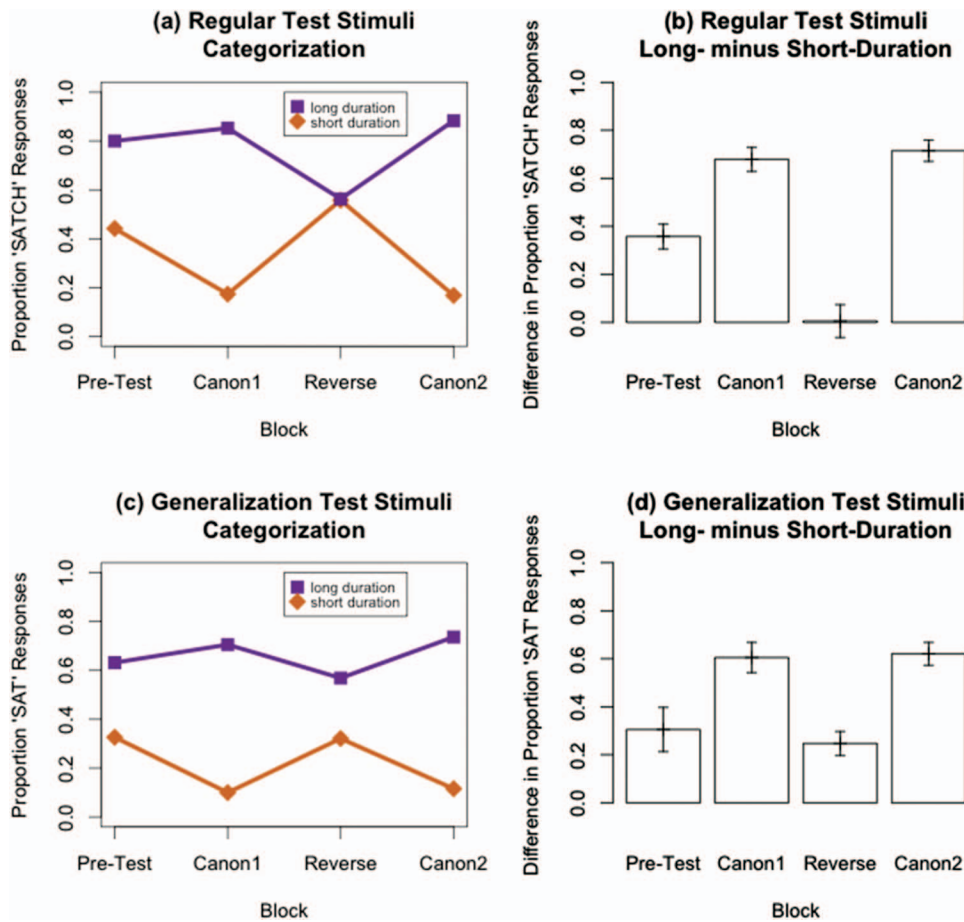 (a) Regular Test Stimuli
Categorization
Proportion 'SATCH' Responses
1.0
0.8
0.6
0.4
0.2
0.0
long duration
short duration
Pre-Test Canon1 Reverse Canon2
Block
(b) Regular Test Stimuli
Long- minus Short-Duration
Difference in Proportion 'SATCH' Responses
1.0
0.8
0.6
0.4
0.2
0.0
Pre-Test Canon1 Reverse Canon2
Block
(c) Generalization Test Stimuli
Categorization
Proportion 'SAT' Responses
1.0
0.8
0.6
0.4
0.2
0.0
long duration
short duration
Pre-Test Canon1 Reverse Canon2
Block
(d) Generalization Test Stimuli
Long- minus Short-Duration
Difference in Proportion 'SAT' Responses
1.0
0.8
0.6
0.4
0.2
0.0
Pre-Test Canon1 Reverse Canon2
Block